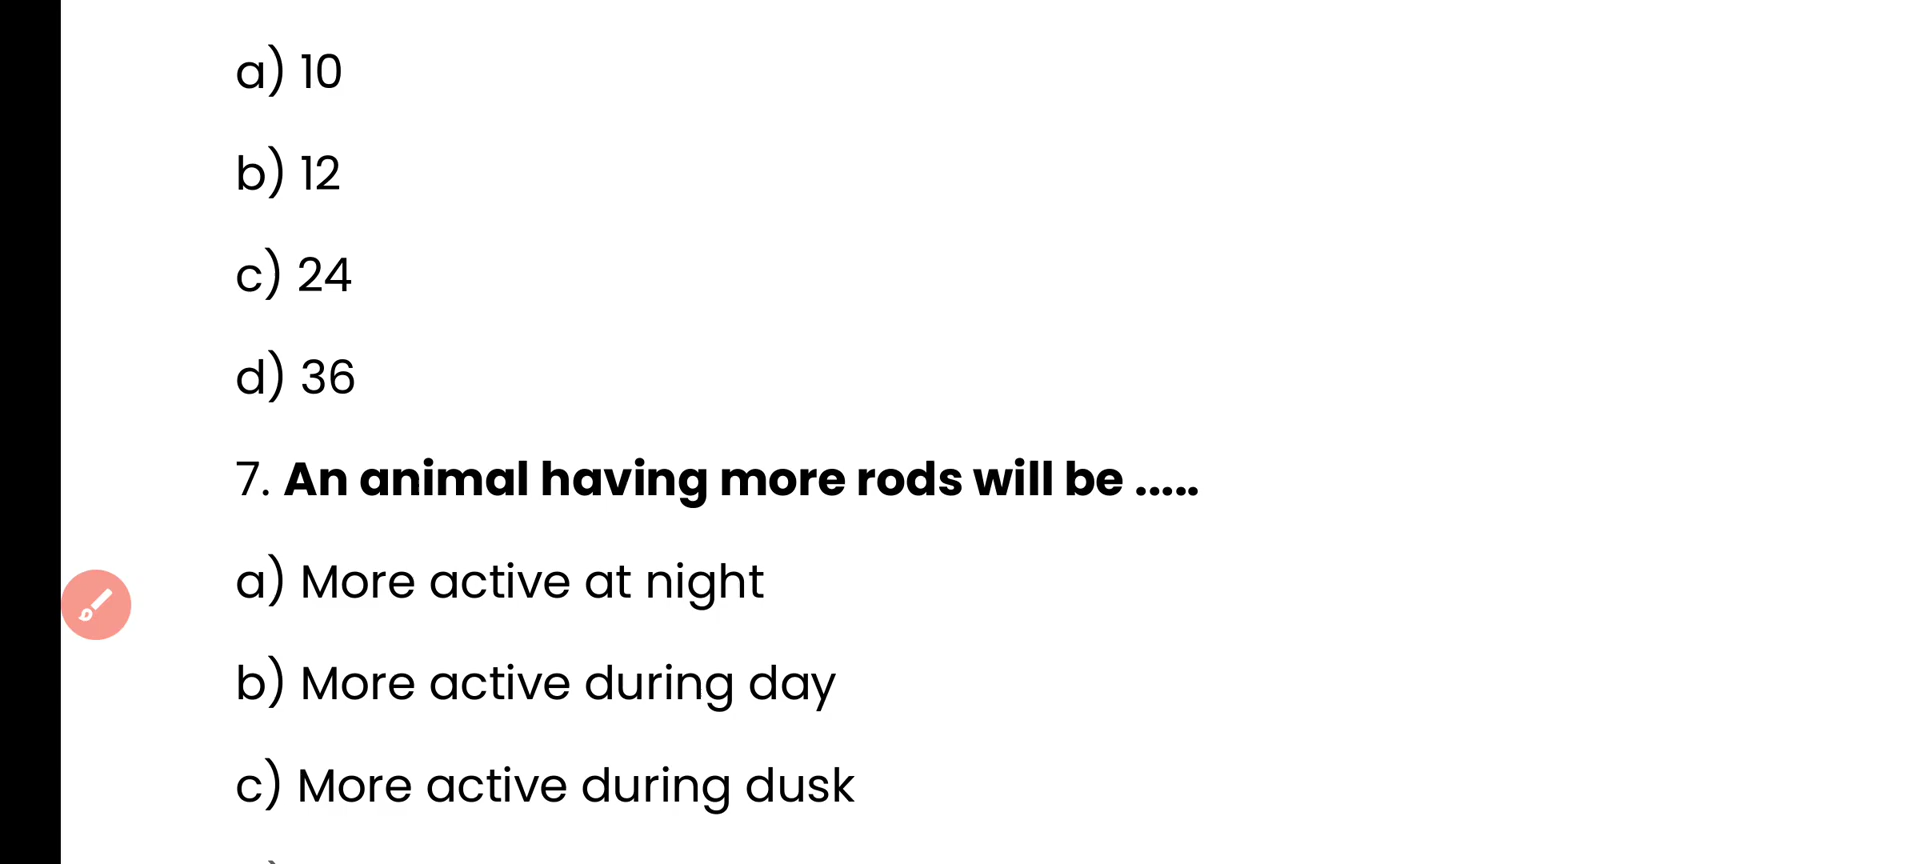 a) 10
b) 12
c) 24
d) 36
7. An animal having more rods will be .....
a) More active at night
b) More active during day
c) More active during dusk